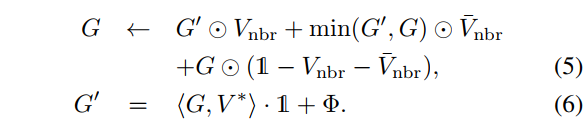 G ← G′ ⊙ V_nbr + min(G′, G) ⊙ V̄_nbr
+G ⊙ (𝟙 − V_nbr − V̄_nbr), (5)
G′ = ⟨G, V*⟩ · 𝟙 + Φ. (6)